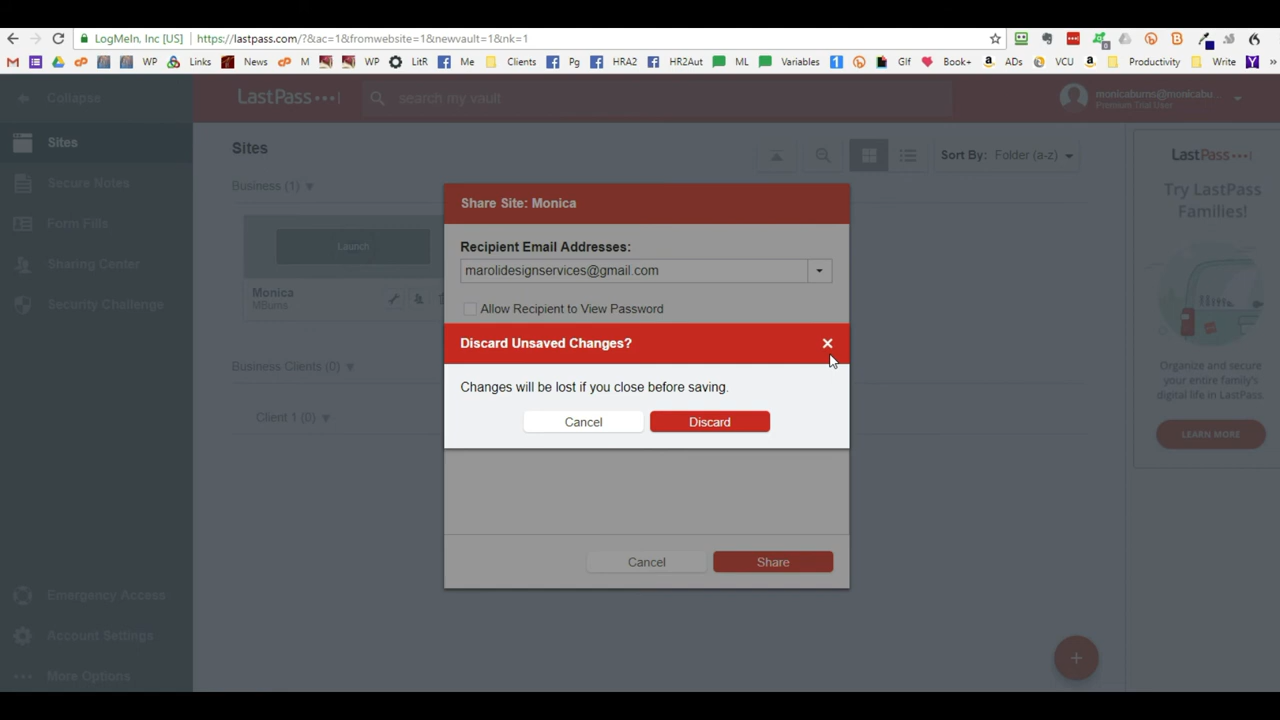 LogMeIn, Inc [US] https://lastpass.com/?&ac=1&fromwebsite=1&newvault=1&nk=1
WP Links News M WP LitR Me Clients Pg HRA2 HR2Aut ML Variables Gif Book+ ADs VCU Productivity Write »
Collapse
LastPass •••| search my vault
monicaburns@monicabu...
Premium Trial User
Sites
Secure Notes
Form Fills
Sharing Center
Security Challenge
Emergency Access
Account Settings
More Options
Sites
Sort By: Folder (a-z)
Business (1)
Launch
Monica
MBurns
Business Clients (0)
Client 1 (0)
Share Site: Monica
Recipient Email Addresses:
marolidesignservices@gmail.com
Allow Recipient to View Password
Discard Unsaved Changes?
Changes will be lost if you close before saving.
Cancel Discard
Cancel Share
LastPass •••|
Try LastPass
Families!
Organize and secure
your entire family's
digital life in LastPass.
LEARN MORE